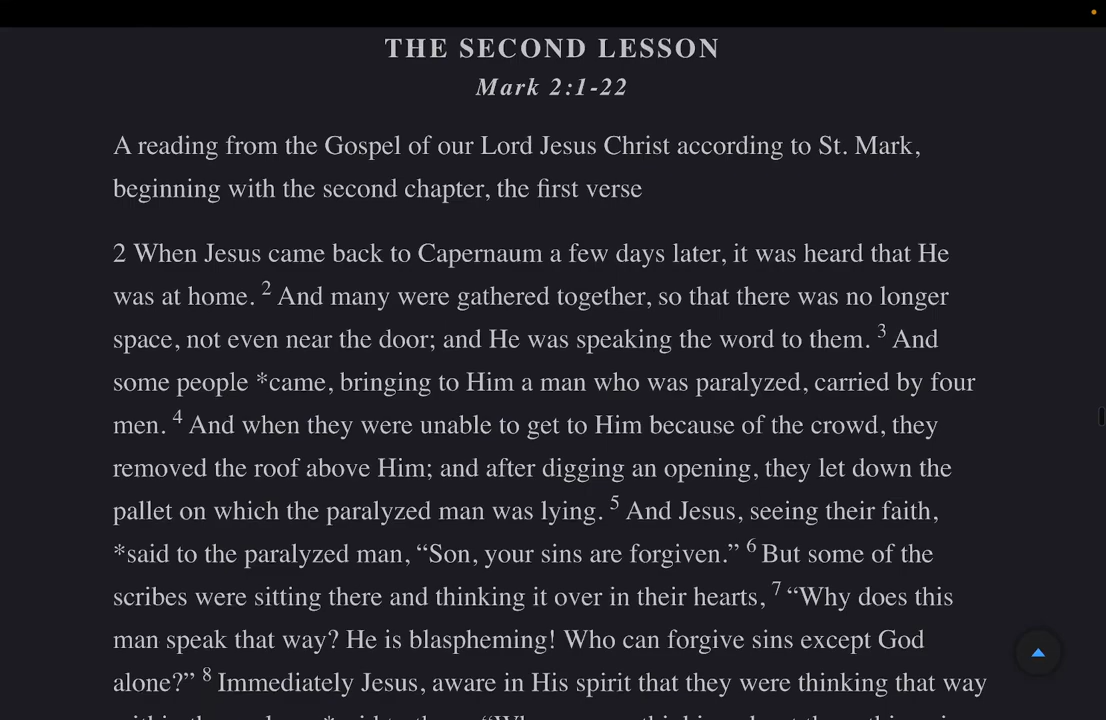 THE SECOND LESSON
Mark 2:1-22
A reading from the Gospel of our Lord Jesus Christ according to St. Mark,
beginning with the second chapter, the first verse
2 When Jesus came back to Capernaum a few days later, it was heard that He
was at home. 2 And many were gathered together, so that there was no longer
space, not even near the door; and He was speaking the word to them. 3 And
some people *came, bringing to Him a man who was paralyzed, carried by four
men. 4 And when they were unable to get to Him because of the crowd, they
removed the roof above Him; and after digging an opening, they let down the
pallet on which the paralyzed man was lying. 5 And Jesus, seeing their faith,
*said to the paralyzed man, “Son, your sins are forgiven.” 6 But some of the
scribes were sitting there and thinking it over in their hearts, 7 “Why does this
man speak that way? He is blaspheming! Who can forgive sins except God
alone?” 8 Immediately Jesus, aware in His spirit that they were thinking that way